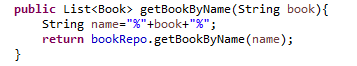 public List<Book> getBookByName(String book){
String name="%"+book+"%";
return bookRepo.getBookByName(name);
}